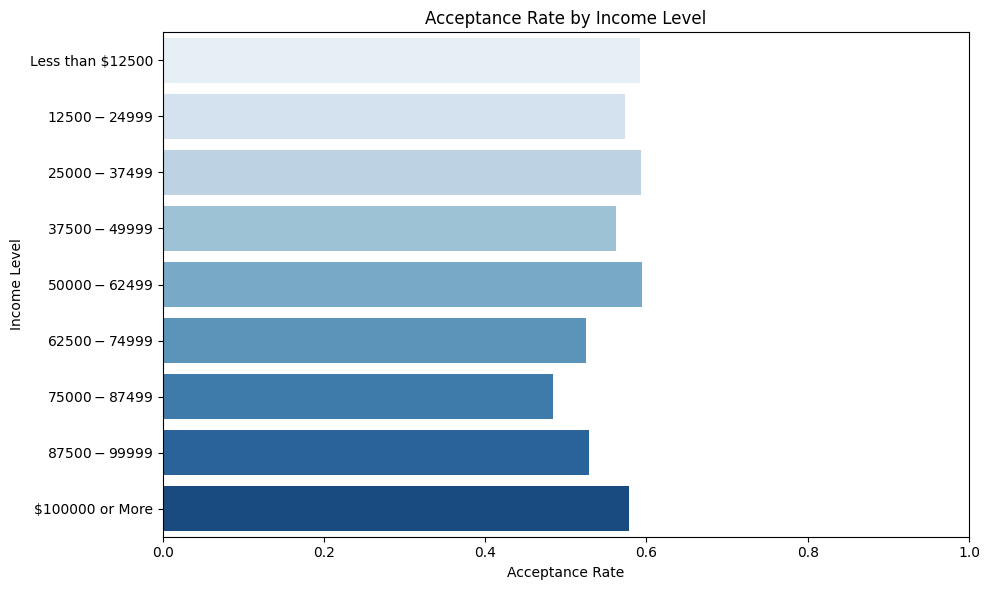 Acceptance Rate by Income Level
Income Level
Less than $12500
12500 − 24999
25000 − 37499
37500 − 49999
50000 − 62499
62500 − 74999
75000 − 87499
87500 − 99999
$100000 or More
0.0 0.2 0.4 0.6 0.8 1.0
Acceptance Rate